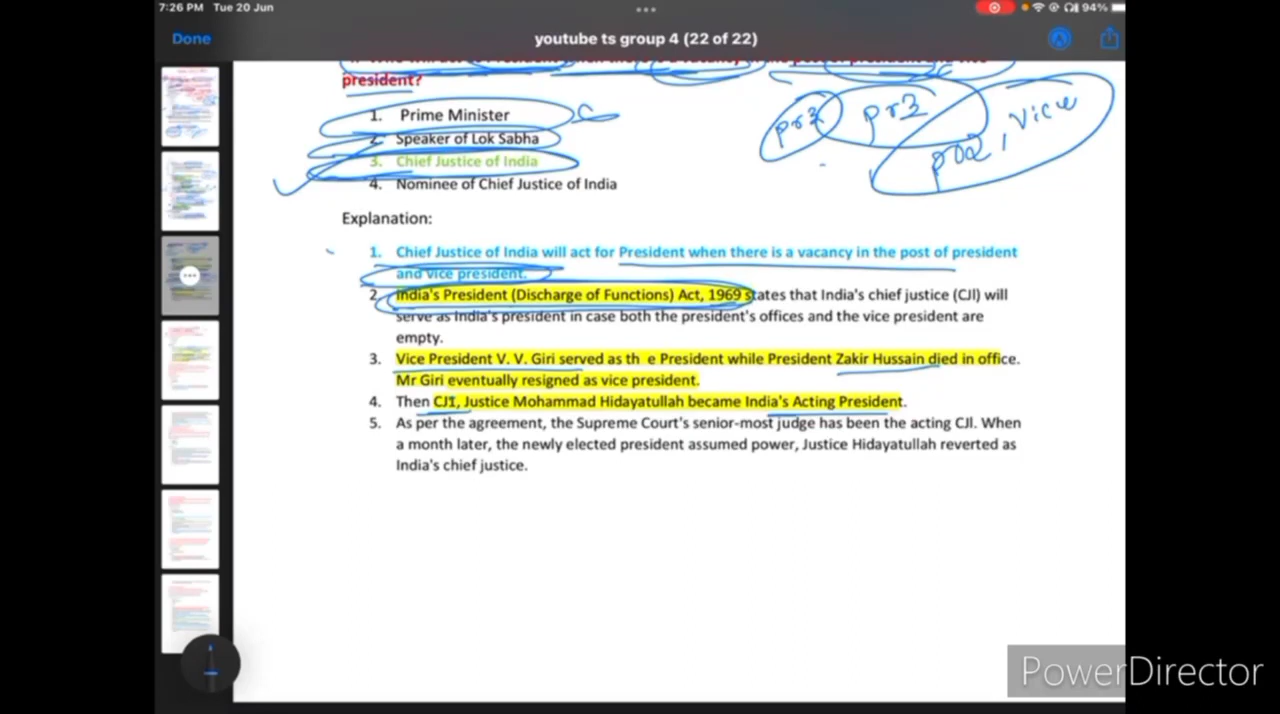 7:26 PM Tue 20 Jun
94%
Done
youtube ts group 4 (22 of 22)
president?
1. Prime Minister
2. Speaker of Lok Sabha
3. Chief Justice of India
4. Nominee of Chief Justice of India
Explanation:
1. Chief Justice of India will act for President when there is a vacancy in the post of president
and vice president.
2. India's President (Discharge of Functions) Act, 1969 states that India's chief justice (CJI) will
serve as India's president in case both the president's offices and the vice president are
empty.
3. Vice President V. V. Giri served as th e President while President Zakir Hussain died in office.
Mr Giri eventually resigned as vice president.
4. Then CJI, Justice Mohammad Hidayatullah became India's Acting President.
5. As per the agreement, the Supreme Court's senior-most judge has been the acting CJI. When
a month later, the newly elected president assumed power, Justice Hidayatullah reverted as
India's chief justice.
vice
PowerDirector